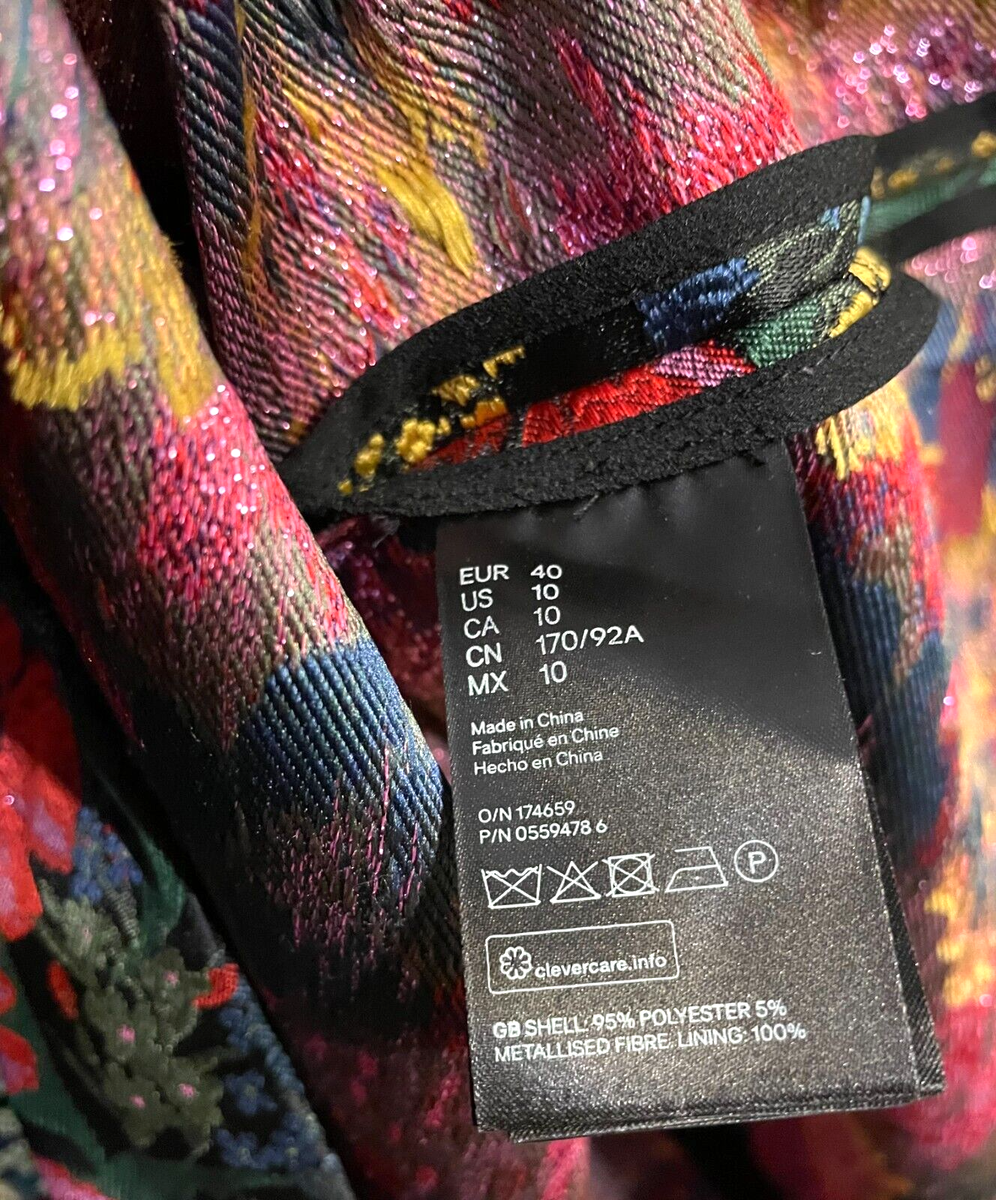 EUR 40
US 10
CA 10
CN 170/92A
MX 10
Made in China
Fabriqué en Chine
Hecho en China
O/N 174659
P/N 0559478 6
P
clevercare.info
GB SHELL: 95% POLYESTER 5%
METALLISED FIBRE. LINING: 100%